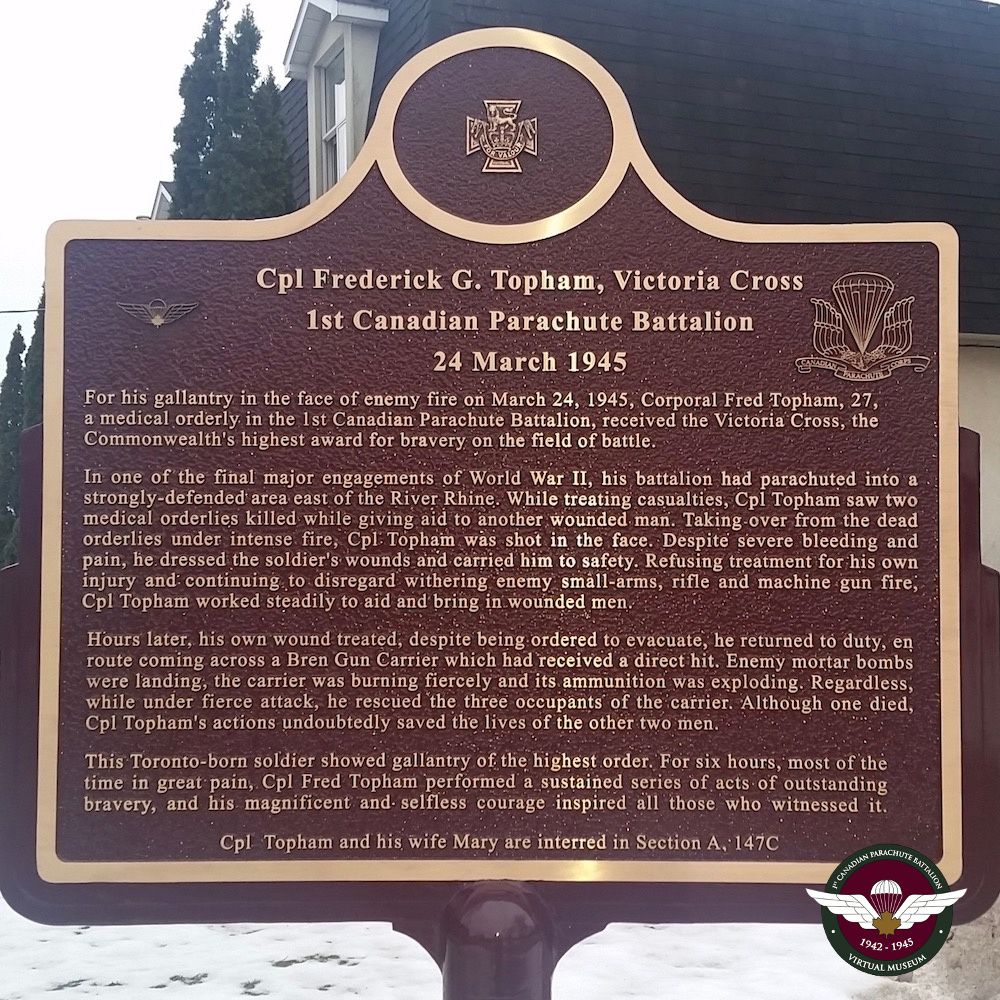 FOR VALOUR
Cpl Frederick G. Topham, Victoria Cross
1st Canadian Parachute Battalion
24 March 1945
CANADIAN PARACHUTE CORPS
For his gallantry in the face of enemy fire on March 24, 1945, Corporal Fred Topham, 27,
a medical orderly in the 1st Canadian Parachute Battalion, received the Victoria Cross, the
Commonwealth's highest award for bravery on the field of battle.
In one of the final major engagements of World War II, his battalion had parachuted into a
strongly-defended area east of the River Rhine. While treating casualties, Cpl Topham saw two
medical orderlies killed while giving aid to another wounded man. Taking over from the dead
orderlies under intense fire, Cpl Topham was shot in the face. Despite severe bleeding and
pain, he dressed the soldier's wounds and carried him to safety. Refusing treatment for his own
injury and continuing to disregard withering enemy small-arms, rifle and machine gun fire,
Cpl Topham worked steadily to aid and bring in wounded men.
Hours later, his own wound treated, despite being ordered to evacuate, he returned to duty, en
route coming across a Bren Gun Carrier which had received a direct hit. Enemy mortar bombs
were landing, the carrier was burning fiercely and its ammunition was exploding. Regardless,
while under fierce attack, he rescued the three occupants of the carrier. Although one died,
Cpl Topham's actions undoubtedly saved the lives of the other two men.
This Toronto-born soldier showed gallantry of the highest order. For six hours, most of the
time in great pain, Cpl Fred Topham performed a sustained series of acts of outstanding
bravery, and his magnificent and selfless courage inspired all those who witnessed it.
Cpl Topham and his wife Mary are interred in Section A, 147C
1ST CANADIAN PARACHUTE BATTALION
1942 - 1945
VIRTUAL MUSEUM